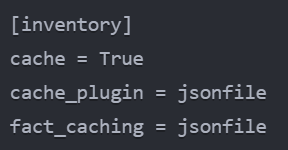 [inventory]
cache = True
cache_plugin = jsonfile
fact_caching = jsonfile